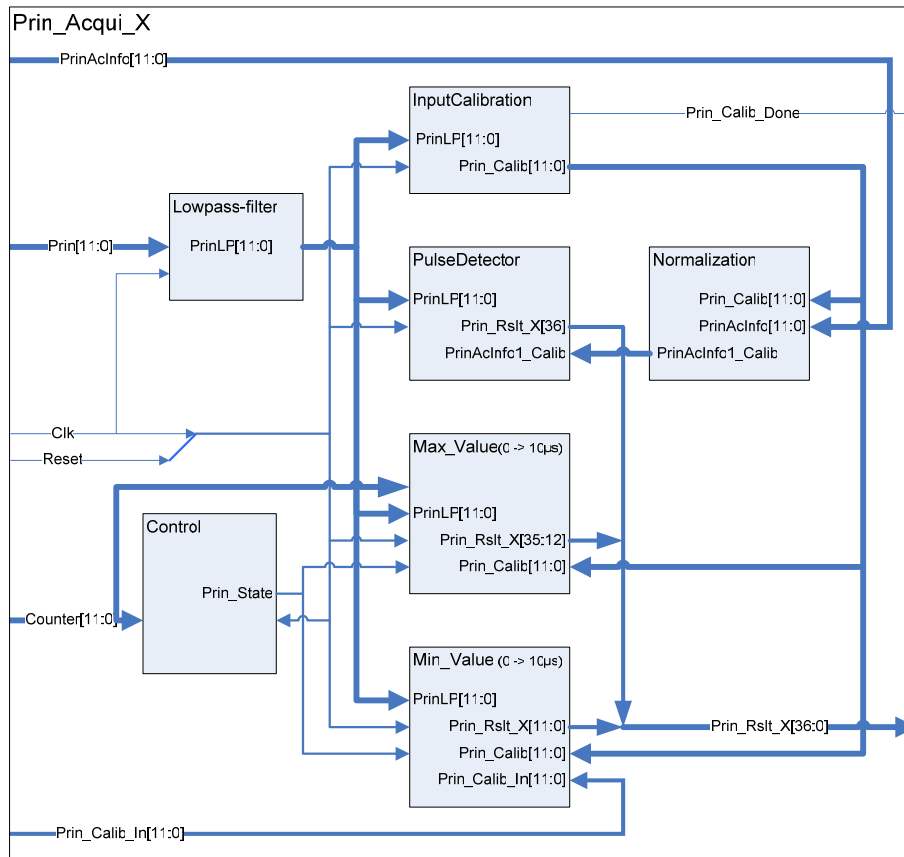 Prin_Acqui_X
PrinAcInfo[11:0]
InputCalibration
Prin_Calib_Done
PrinLP[11:0]
Prin_Calib[11:0]
Lowpass-filter
Prin[11:0]
PrinLP[11:0]
PulseDetector
Normalization
PrinLP[11:0]
Prin_Calib[11:0]
Prin_Rslt_X[36]
PrinAcInfo[11:0]
PrinAcInfo1_Calib
PrinAcInfo1_Calib
Clk
Reset
Max_Value(0 -> 10µs)
PrinLP[11:0]
Prin_Rslt_X[35:12]
Prin_Calib[11:0]
Control
Prin_State
Counter[11:0]
Min_Value (0 -> 10µs)
PrinLP[11:0]
Prin_Rslt_X[11:0]
Prin_Rslt_X[36:0]
Prin_Calib[11:0]
Prin_Calib_In[11:0]
Prin_Calib_In[11:0]